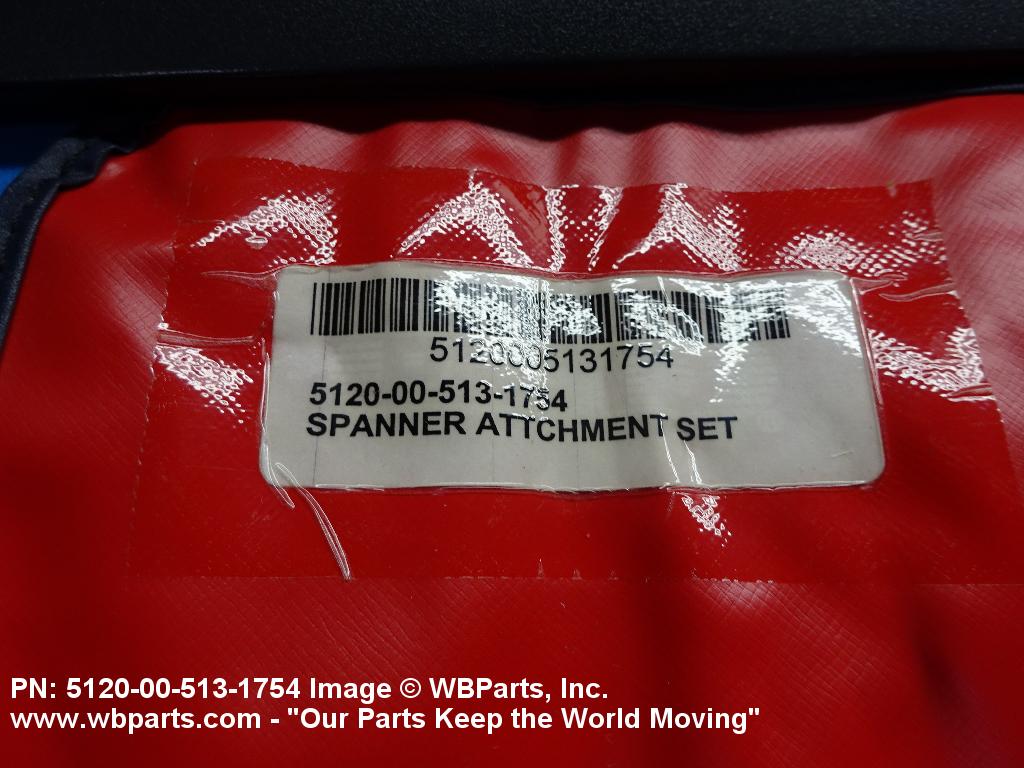 5120005131754
5120-00-513-1754
SPANNER ATTCHMENT SET
PN: 5120-00-513-1754 Image © WBParts, Inc.
www.wbparts.com - "Our Parts Keep the World Moving"